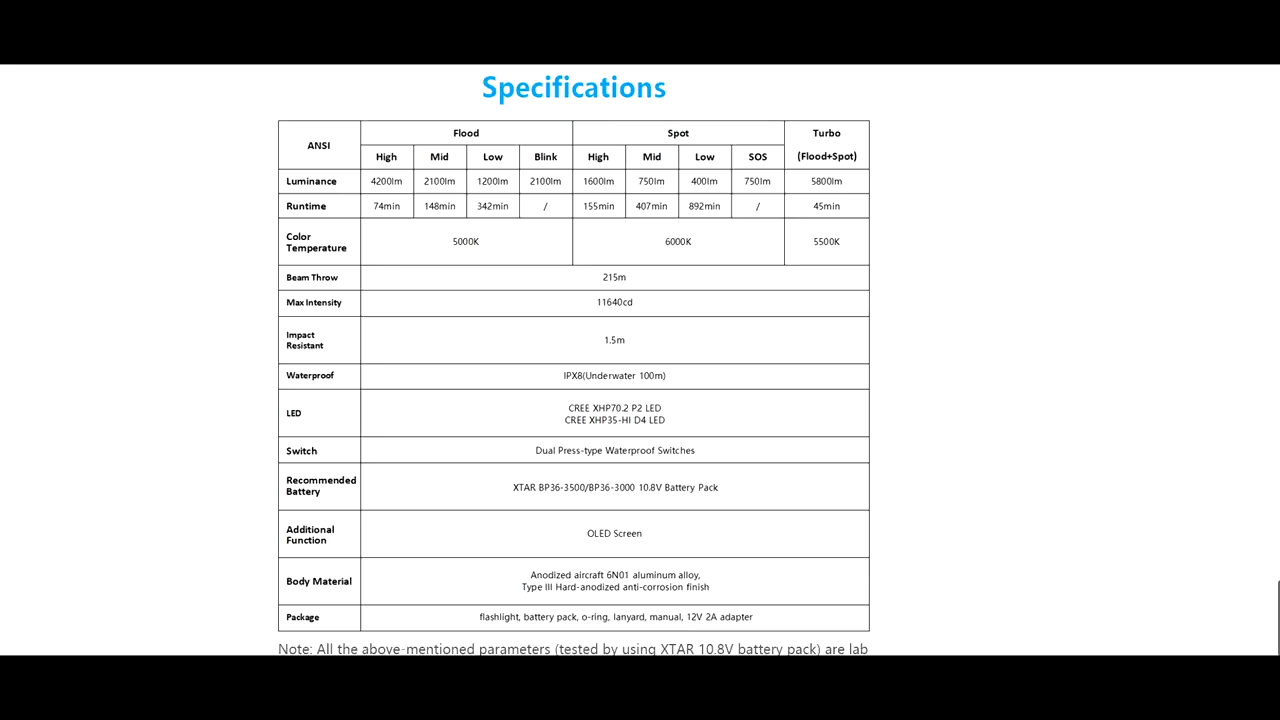 Specifications
ANSI Flood Spot Turbo (Flood+Spot)
High Mid Low Blink High Mid Low SOS
Luminance 4200lm 2100lm 1200lm 2100lm 1600lm 750lm 400lm 750lm 5800lm
Runtime 74min 148min 342min / 155min 407min 892min / 45min
Color Temperature 5000K 6000K 5500K
Beam Throw 215m
Max Intensity 11640cd
Impact Resistant 1.5m
Waterproof IPX8(Underwater 100m)
LED CREE XHP70.2 P2 LED
CREE XHP35-HI D4 LED
Switch Dual Press-type Waterproof Switches
Recommended Battery XTAR BP36-3500/BP36-3000 10.8V Battery Pack
Additional Function OLED Screen
Body Material Anodized aircraft 6N01 aluminum alloy,
Type III Hard-anodized anti-corrosion finish
Package flashlight, battery pack, o-ring, lanyard, manual, 12V 2A adapter
Note: All the above-mentioned parameters (tested by using XTAR 10.8V battery pack) are lab